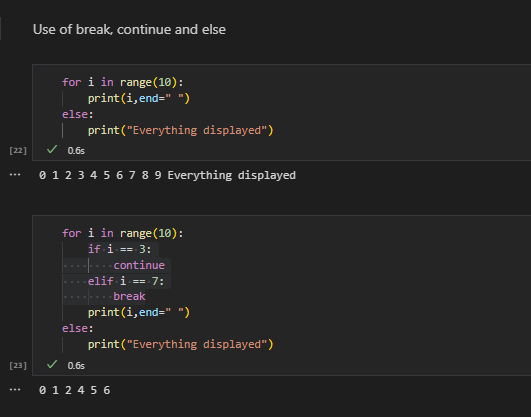 Use of break, continue and else
for i in range(10):
    print(i,end=" ")
else:
    print("Everything displayed")
[22] ✓ 0.6s
... 0 1 2 3 4 5 6 7 8 9 Everything displayed
for i in range(10):
    if i == 3:
        continue
    elif i == 7:
        break
    print(i,end=" ")
else:
    print("Everything displayed")
[23] ✓ 0.6s
... 0 1 2 4 5 6